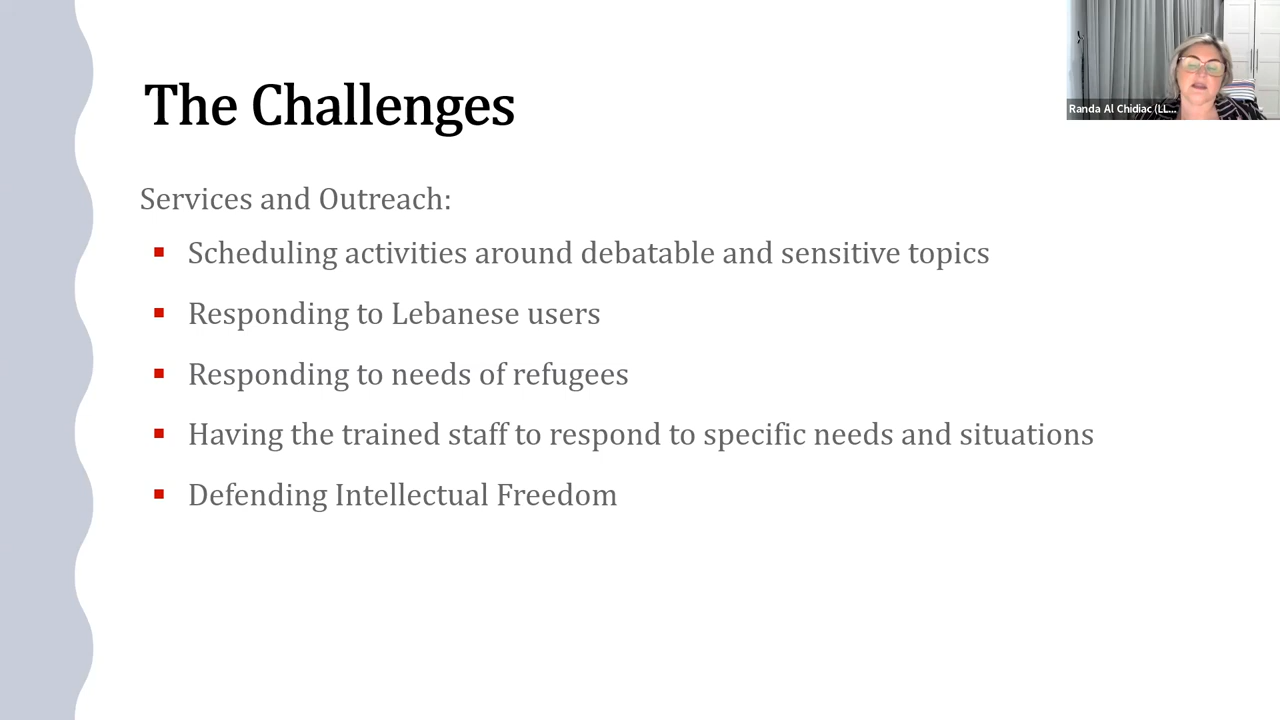 The Challenges
Randa Al Chidiac (LL...
Services and Outreach:
Scheduling activities around debatable and sensitive topics
Responding to Lebanese users
Responding to needs of refugees
Having the trained staff to respond to specific needs and situations
Defending Intellectual Freedom